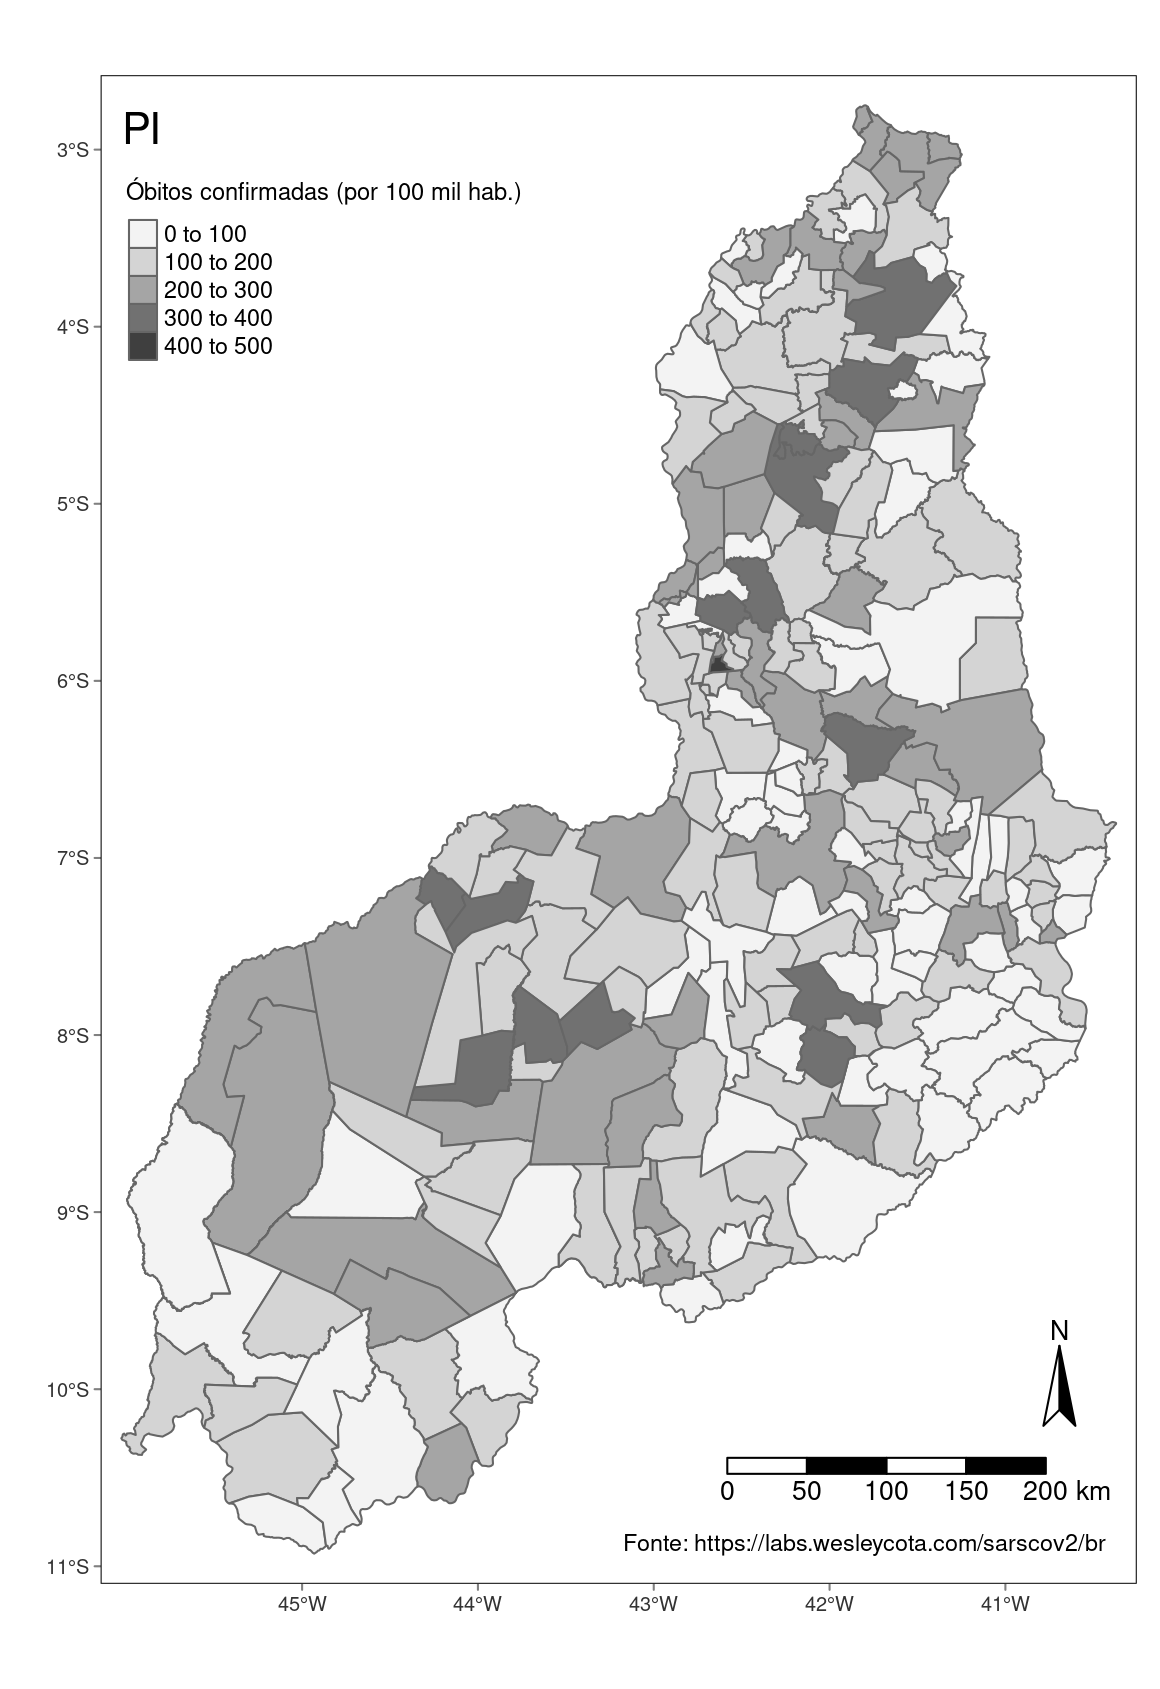 PI
Óbitos confirmadas (por 100 mil hab.)
0 to 100
100 to 200
200 to 300
300 to 400
400 to 500
3°S
4°S
5°S
6°S
7°S
8°S
9°S
10°S
11°S
N
0 50 100 150 200 km
Fonte: https://labs.wesleycota.com/sarscov2/br
45°W 44°W 43°W 42°W 41°W